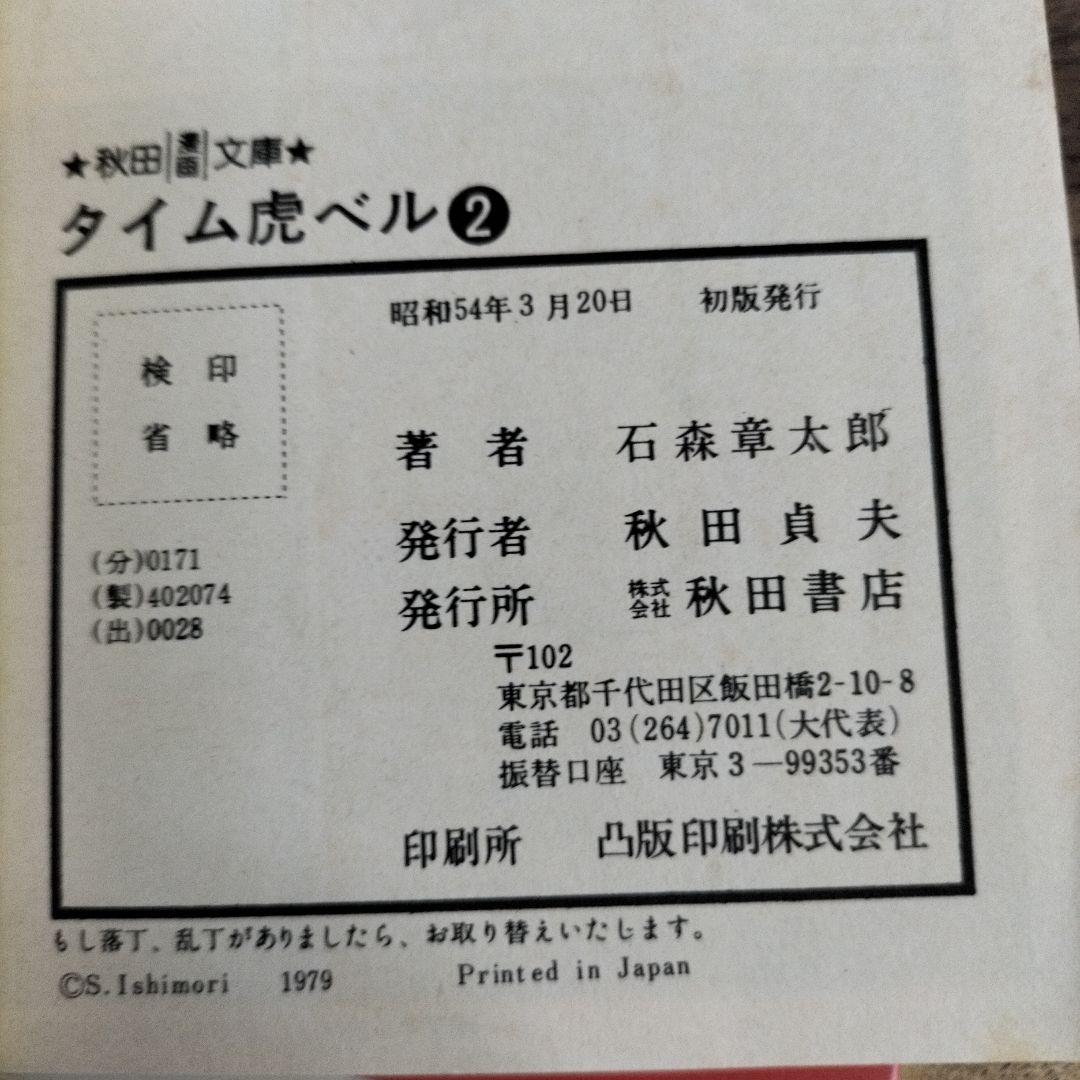 ★秋田漫画文庫★
タイム虎ベル❷
昭和54年3月20日 初版発行
検印
省略
著者 石森章太郎
発行者 秋田貞夫
発行所 株式会社 秋田書店
(分)0171
(製)402074
(出)0028
〒102
東京都千代田区飯田橋2-10-8
電話 03(264)7011(大代表)
振替口座 東京3—99353番
印刷所 凸版印刷株式会社
もし落丁、乱丁がありましたら、お取り替えいたします。
©S.Ishimori 1979 Printed in Japan